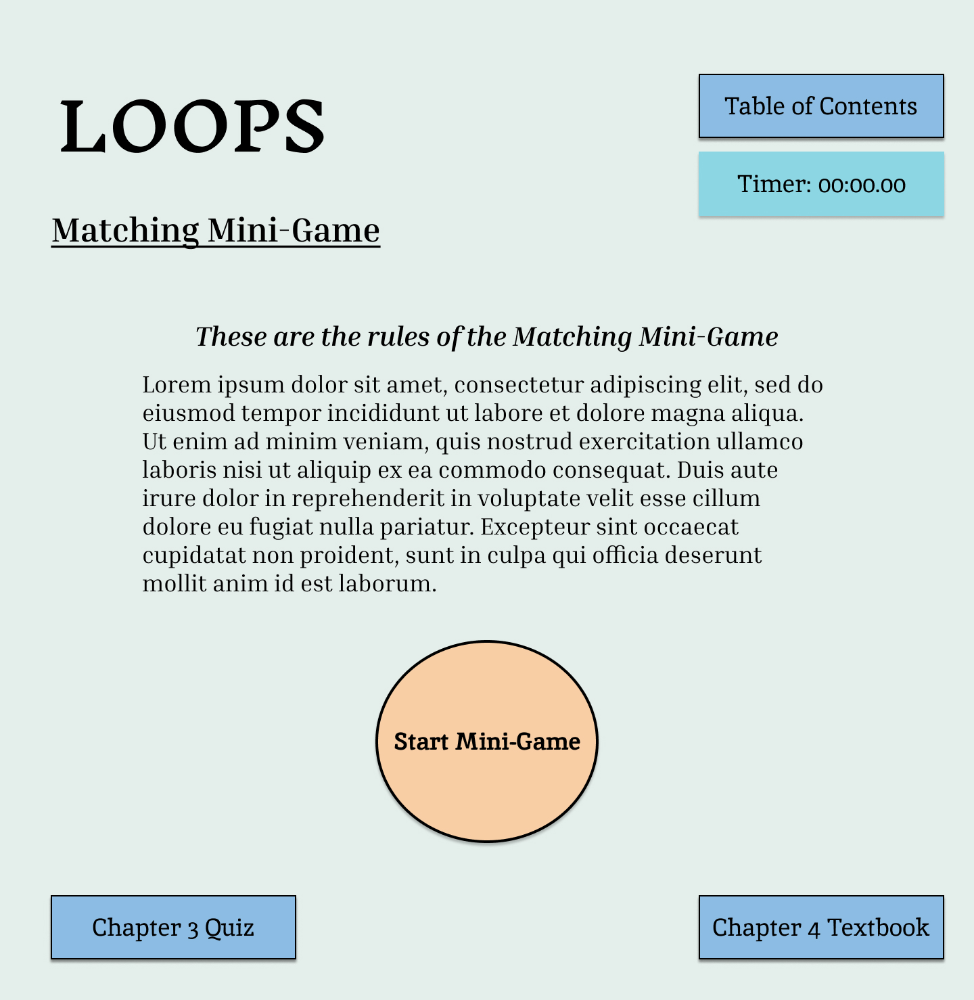 LOOPS
Table of Contents
Timer: 00:00.00
Matching Mini-Game
These are the rules of the Matching Mini-Game
Lorem ipsum dolor sit amet, consectetur adipiscing elit, sed do
eiusmod tempor incididunt ut labore et dolore magna aliqua.
Ut enim ad minim veniam, quis nostrud exercitation ullamco
laboris nisi ut aliquip ex ea commodo consequat. Duis aute
irure dolor in reprehenderit in voluptate velit esse cillum
dolore eu fugiat nulla pariatur. Excepteur sint occaecat
cupidatat non proident, sunt in culpa qui officia deserunt
mollit anim id est laborum.
Start Mini-Game
Chapter 3 Quiz
Chapter 4 Textbook